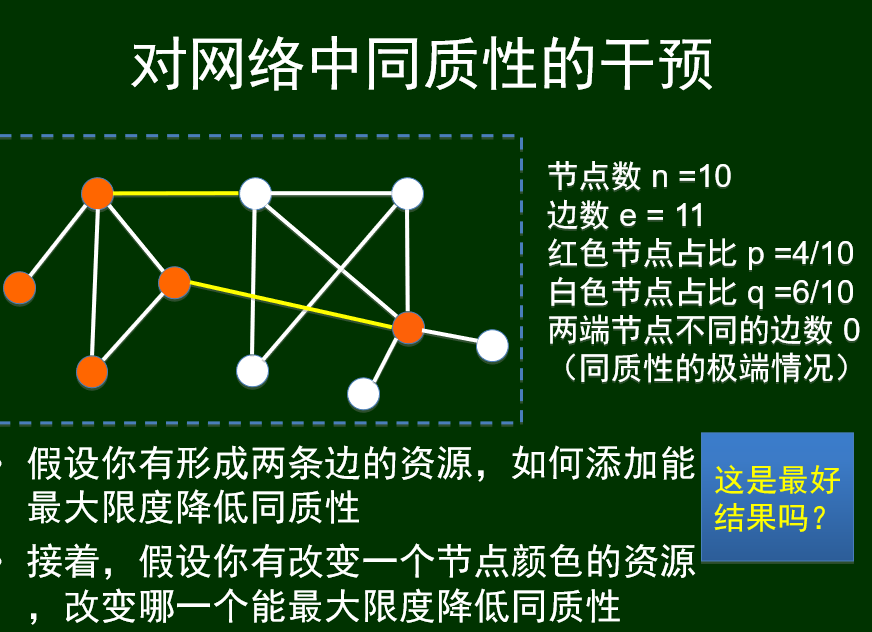 对网络中同质性的干预
节点数 n =10
边数 e = 11
红色节点占比 p =4/10
白色节点占比 q =6/10
两端节点不同的边数 0
（同质性的极端情况）
• 假设你有形成两条边的资源，如何添加能
最大限度降低同质性
• 接着，假设你有改变一个节点颜色的资源
，改变哪一个能最大限度降低同质性
这是最好
结果吗？